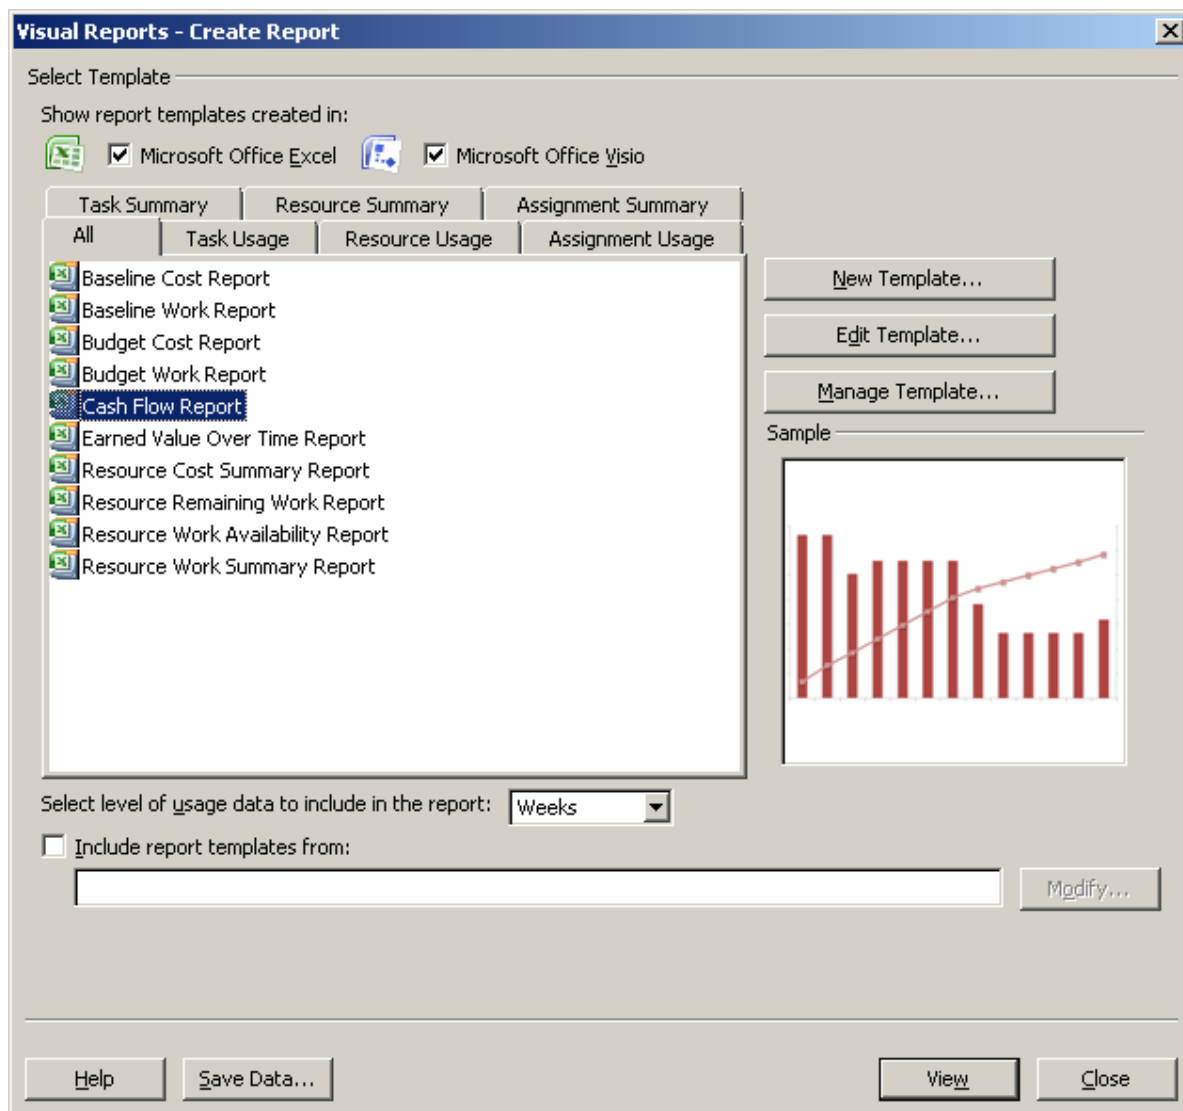 Visual Reports - Create Report
Select Template
Show report templates created in:
Microsoft Office Excel Microsoft Office Visio
Task Summary Resource Summary Assignment Summary
All Task Usage Resource Usage Assignment Usage
Baseline Cost Report
Baseline Work Report
Budget Cost Report
Budget Work Report
Cash Flow Report
Earned Value Over Time Report
Resource Cost Summary Report
Resource Remaining Work Report
Resource Work Availability Report
Resource Work Summary Report
New Template...
Edit Template...
Manage Template...
Sample
Select level of usage data to include in the report: Weeks
Include report templates from:
Modify...
Help Save Data... View Close